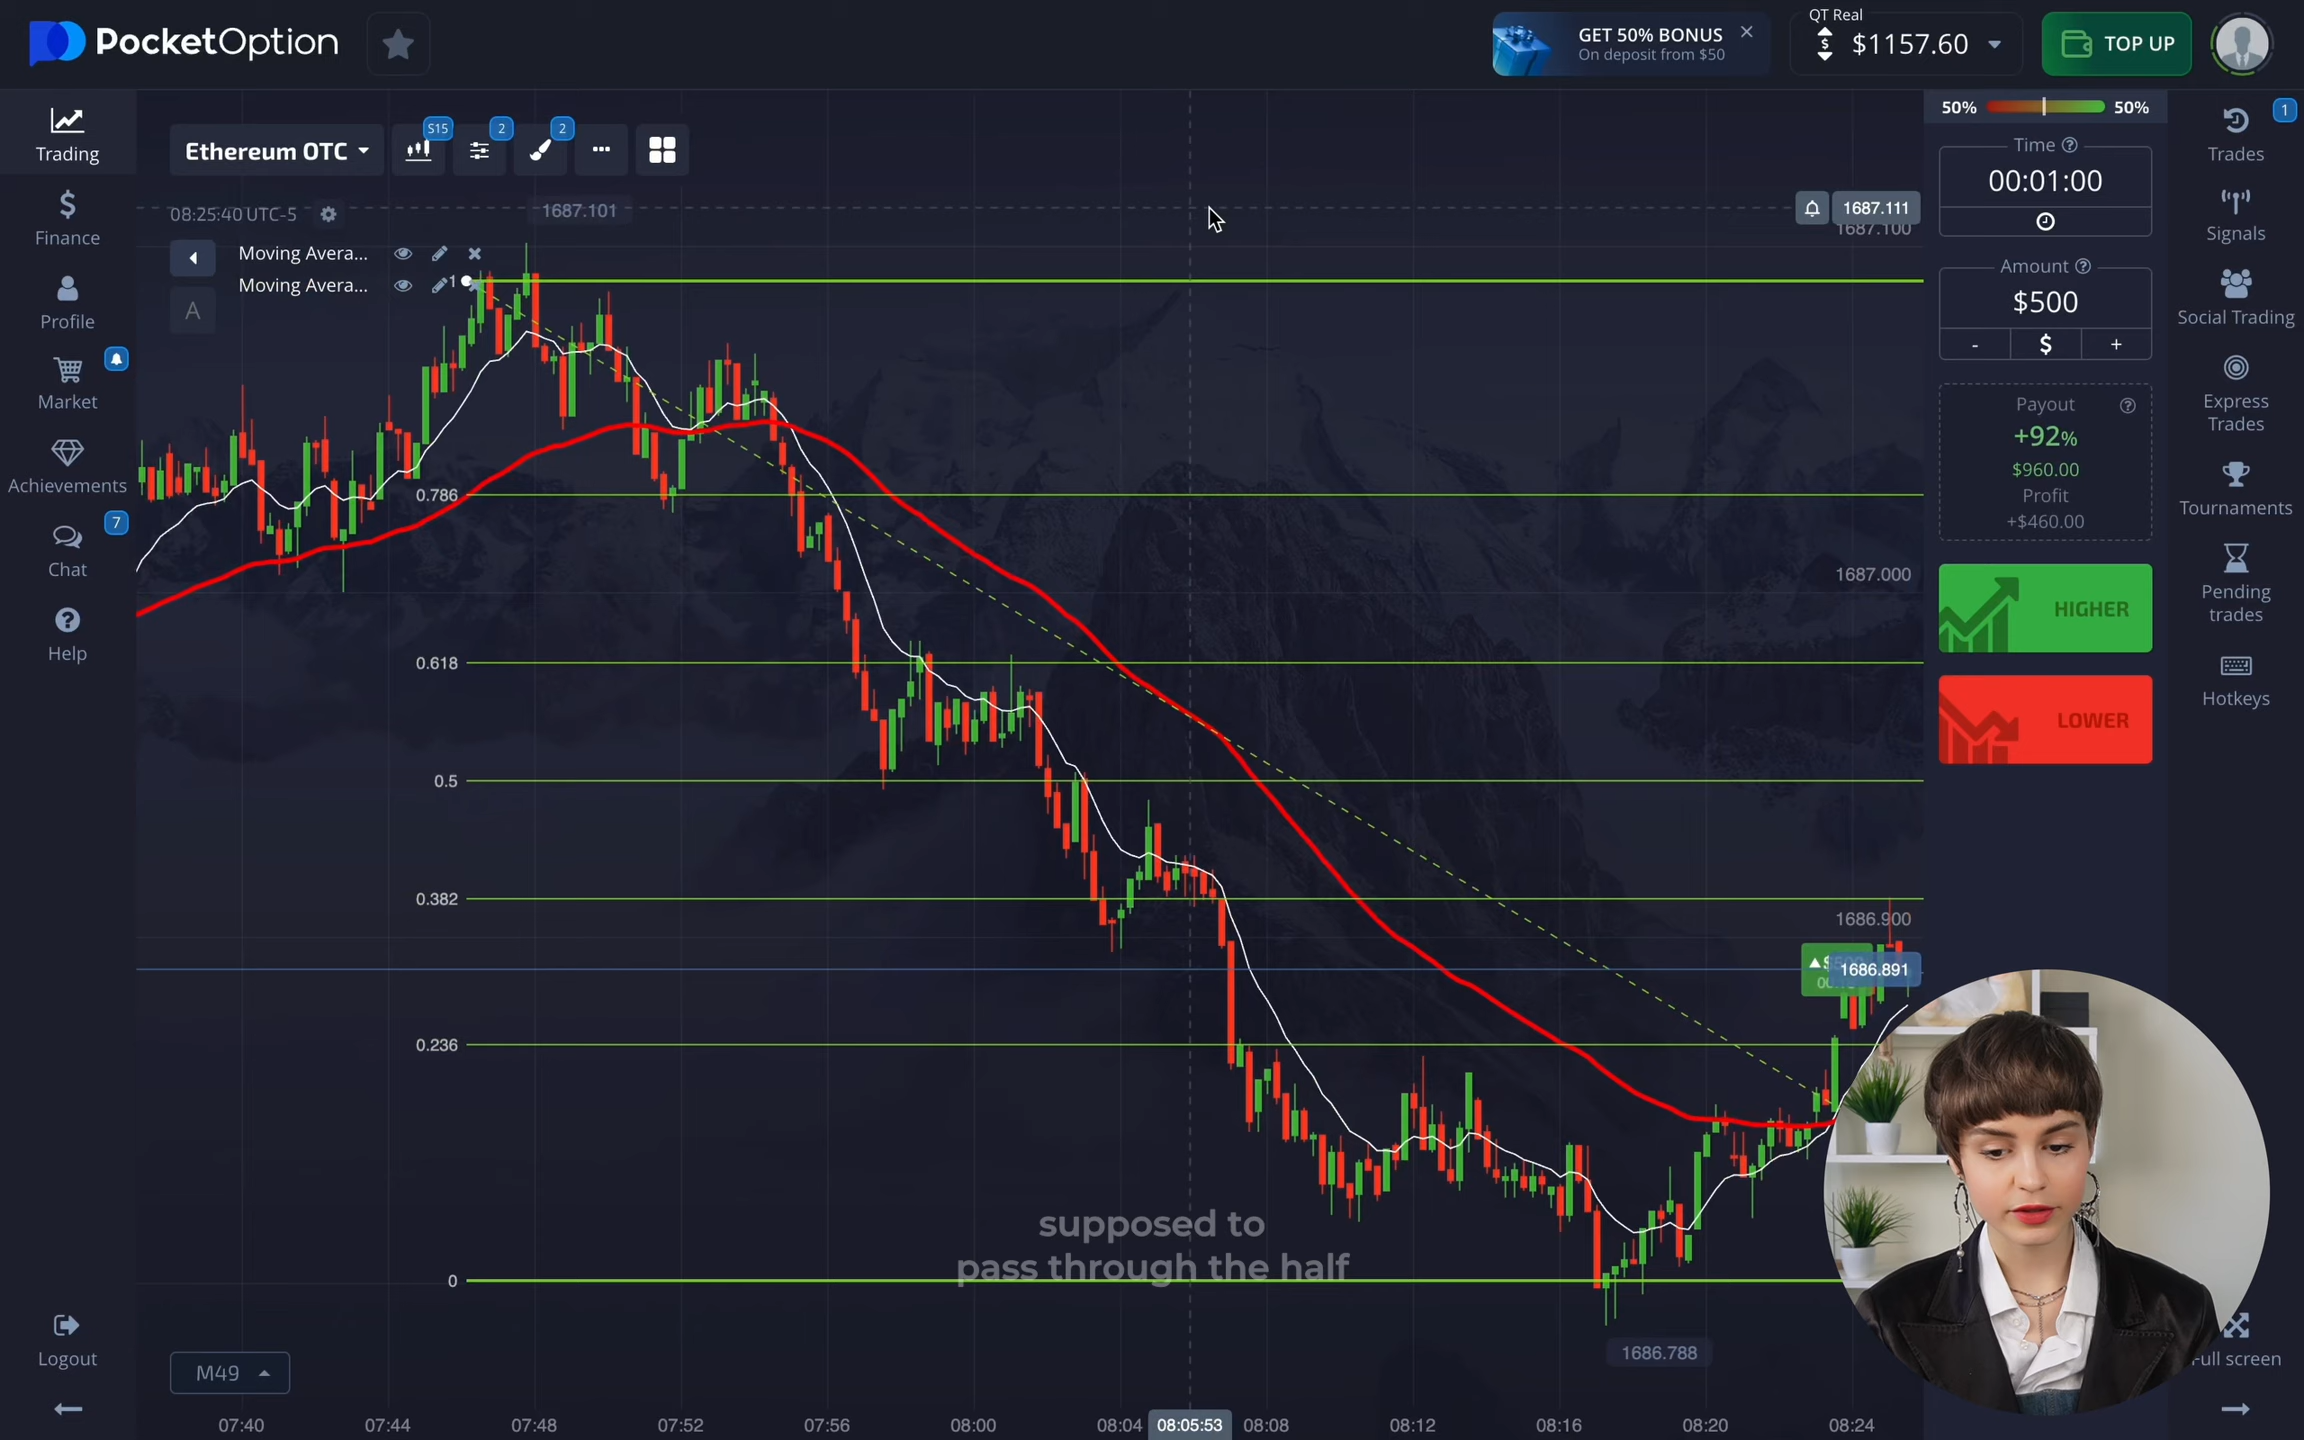 PocketOption
GET 50% BONUS
On deposit from $50
QT Real
$1157.60
TOP UP
Trading
Finance
Profile
Market
Achievements
7
Chat
Help
Logout
Ethereum OTC
S15
2
2
08:25:40 UTC-5
1687.101
Moving Avera...
Moving Avera...
A
1
0.786
0.618
0.5
0.382
0.236
0
1687.111
1687.100
1687.000
1686.900
1686.891
1686.788
supposed to
pass through the half
M49
07:40
07:44
07:48
07:52
07:56
08:00
08:04
08:05:53
08:08
08:12
08:16
08:20
08:24
50%
50%
Time
00:01:00
Amount
$500
-
$
+
Payout
+92%
$960.00
Profit
+$460.00
HIGHER
LOWER
1
Trades
Signals
Social Trading
Express
Trades
Tournaments
Pending
trades
Hotkeys
Full screen